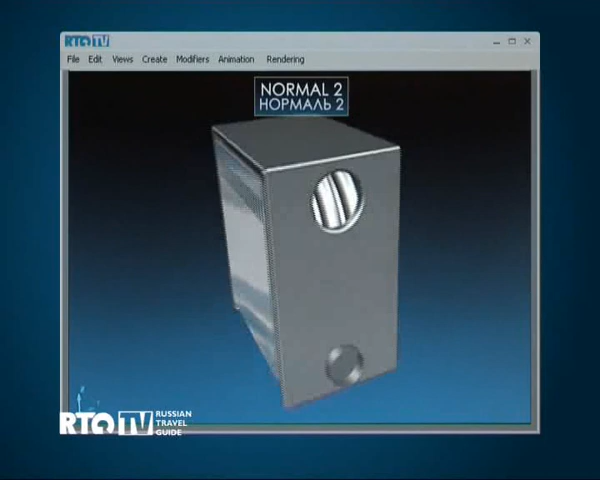 RTG TV
File Edit Views Create Modifiers Animation Rendering
NORMAL 2
НОРМАЛЬ 2
RTG TV
RUSSIAN
TRAVEL
GUIDE